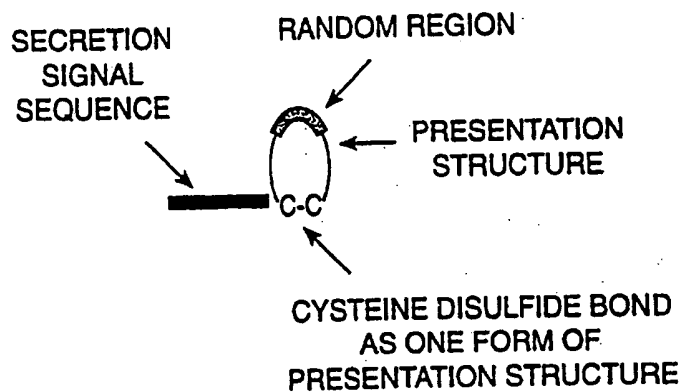 SECRETION
SIGNAL
SEQUENCE
RANDOM REGION
PRESENTATION
STRUCTURE
C-C
CYSTEINE DISULFIDE BOND
AS ONE FORM OF
PRESENTATION STRUCTURE